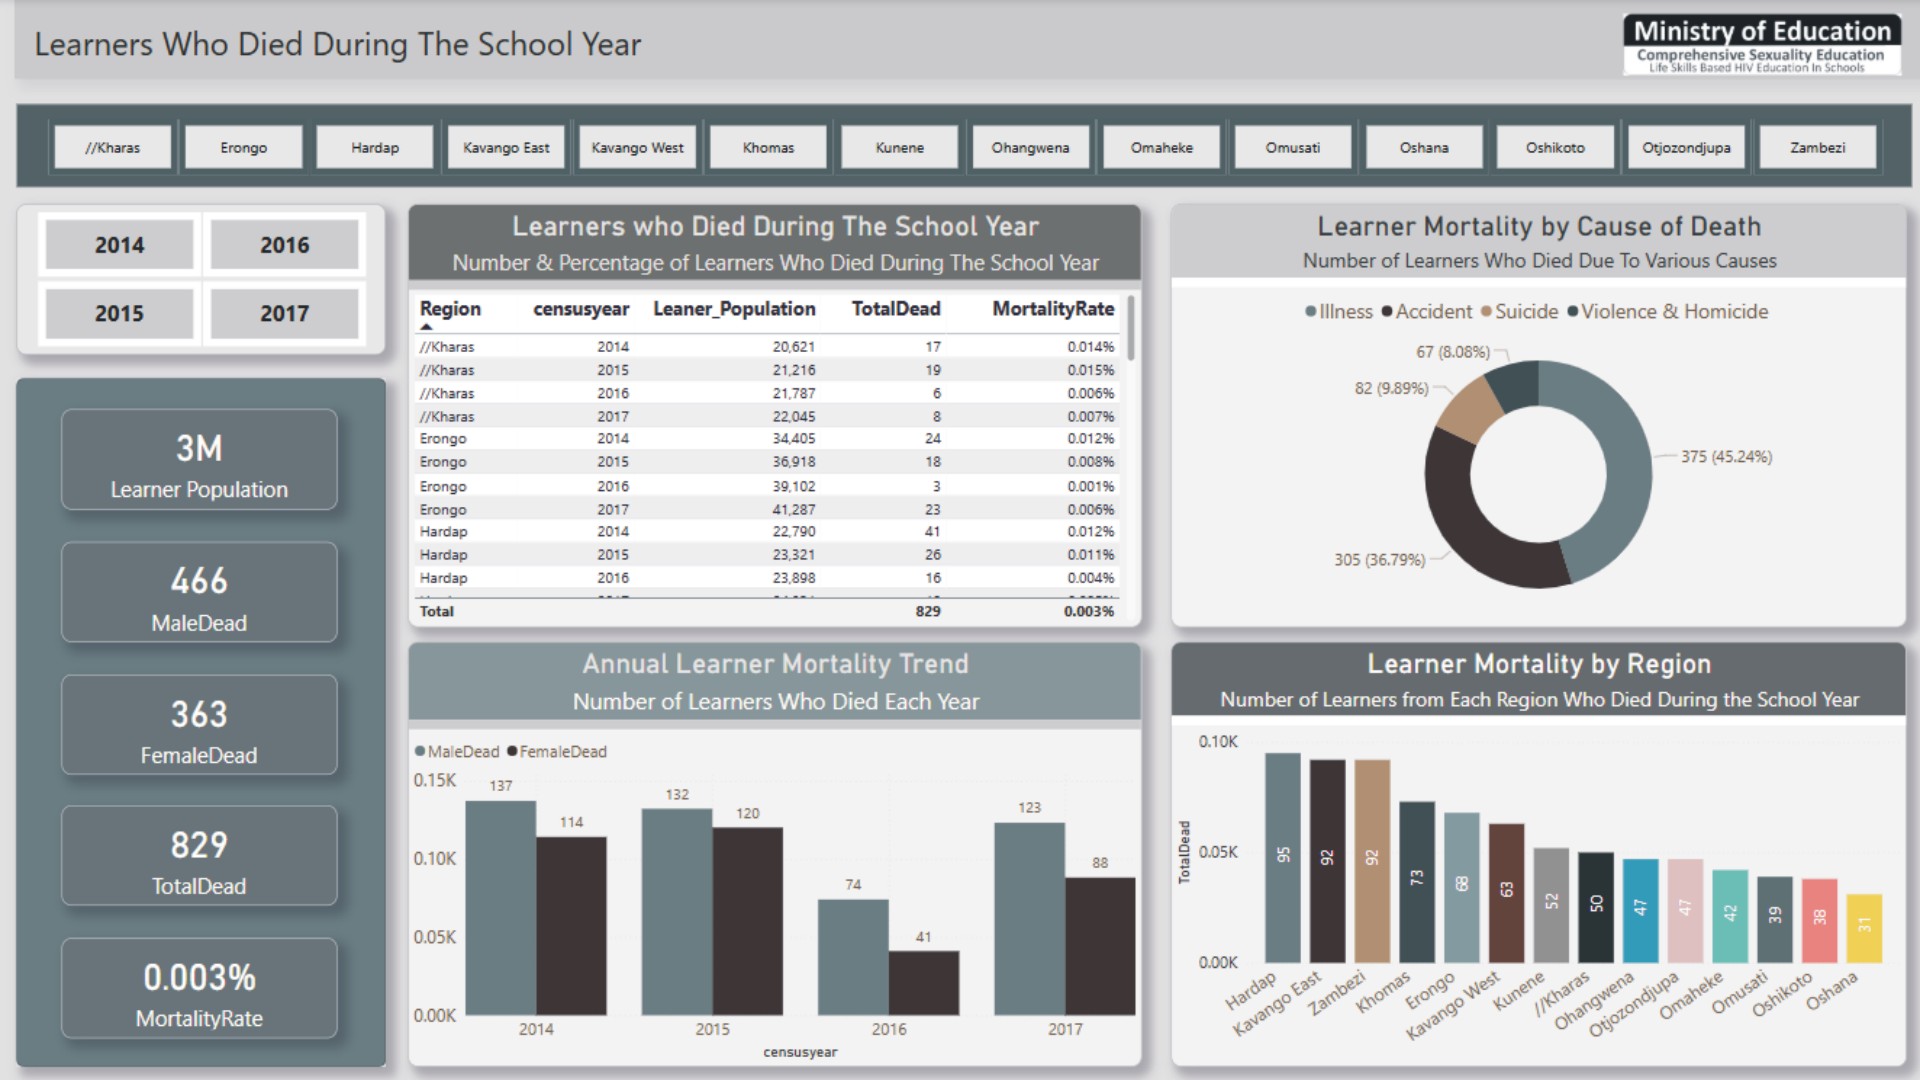 Learners Who Died During The School Year
Ministry of Education
Comprehensive Sexuality Education
Life Skills Based HIV Education In Schools
//Kharas
Erongo
Hardap
Kavango East
Kavango West
Khomas
Kunene
Ohangwena
Omaheke
Omusati
Oshana
Oshikoto
Otjozondjupa
Zambezi
2014
2016
2015
2017
3M
Learner Population
466
MaleDead
363
FemaleDead
829
TotalDead
0.003%
MortalityRate
Learners who Died During The School Year
Number & Percentage of Learners Who Died During The School Year
Region censusyear Leaner_Population TotalDead MortalityRate
//Kharas 2014 20,621 17 0.014%
//Kharas 2015 21,216 19 0.015%
//Kharas 2016 21,787 6 0.006%
//Kharas 2017 22,045 8 0.007%
Erongo 2014 34,405 24 0.012%
Erongo 2015 36,918 18 0.008%
Erongo 2016 39,102 3 0.001%
Erongo 2017 41,287 23 0.006%
Hardap 2014 22,790 41 0.012%
Hardap 2015 23,321 26 0.011%
Hardap 2016 23,898 16 0.004%
Total 829 0.003%
Learner Mortality by Cause of Death
Number of Learners Who Died Due To Various Causes
Illness Accident Suicide Violence & Homicide
67 (8.08%)
82 (9.89%)
375 (45.24%)
305 (36.79%)
Annual Learner Mortality Trend
Number of Learners Who Died Each Year
MaleDead FemaleDead
0.15K
0.10K
0.05K
0.00K
137
114
132
120
74
41
123
88
2014 2015 2016 2017
censusyear
Learner Mortality by Region
Number of Learners from Each Region Who Died During the School Year
TotalDead
0.10K
0.05K
0.00K
95
92
92
73
68
63
52
50
47
47
42
39
38
31
Hardap
Kavango East
Zambezi
Khomas
Erongo
Kavango West
Kunene
//Kharas
Ohangwena
Otjozondjupa
Omaheke
Omusati
Oshikoto
Oshana